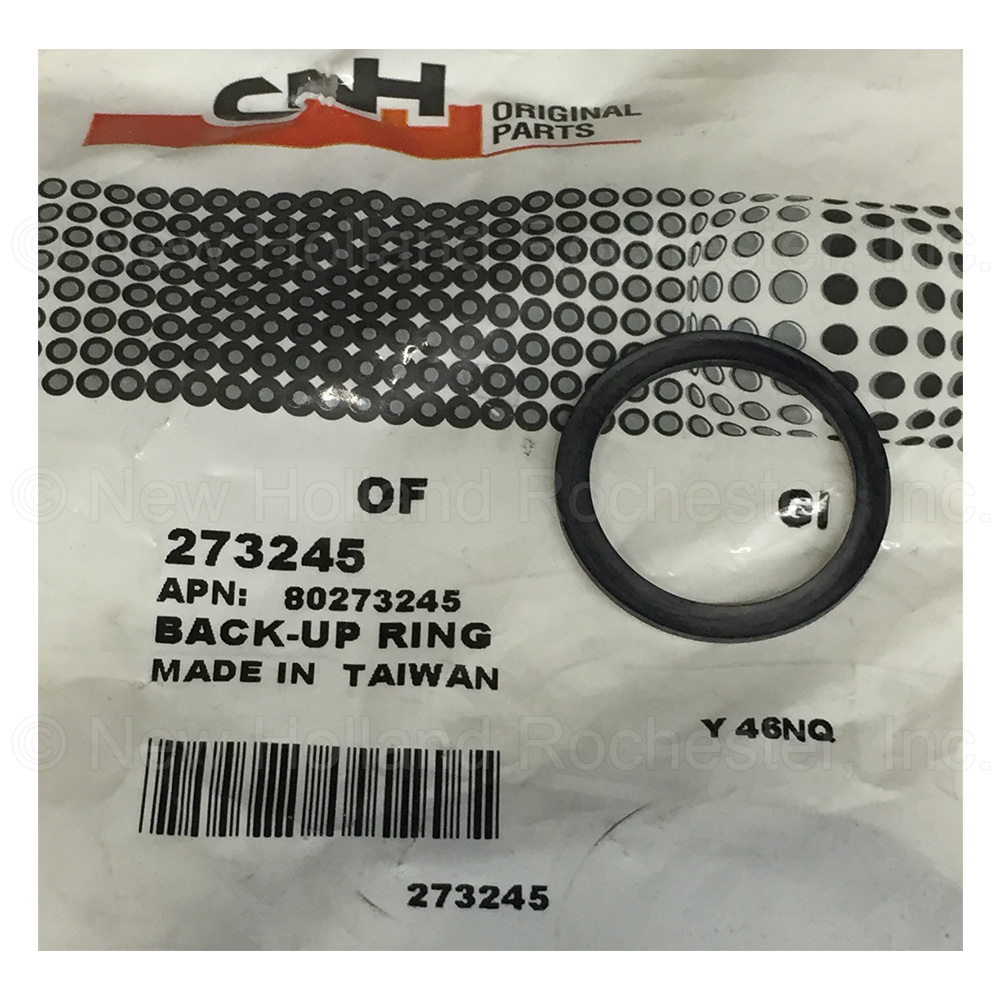 CNH
ORIGINAL
PARTS
© New Holland Rochester, Inc.
OF
GI
© New Holland Rochester, Inc.
273245
APN: 80273245
BACK-UP RING
MADE IN TAIWAN
Y 46NQ
© New Holland Rochester, Inc.
273245